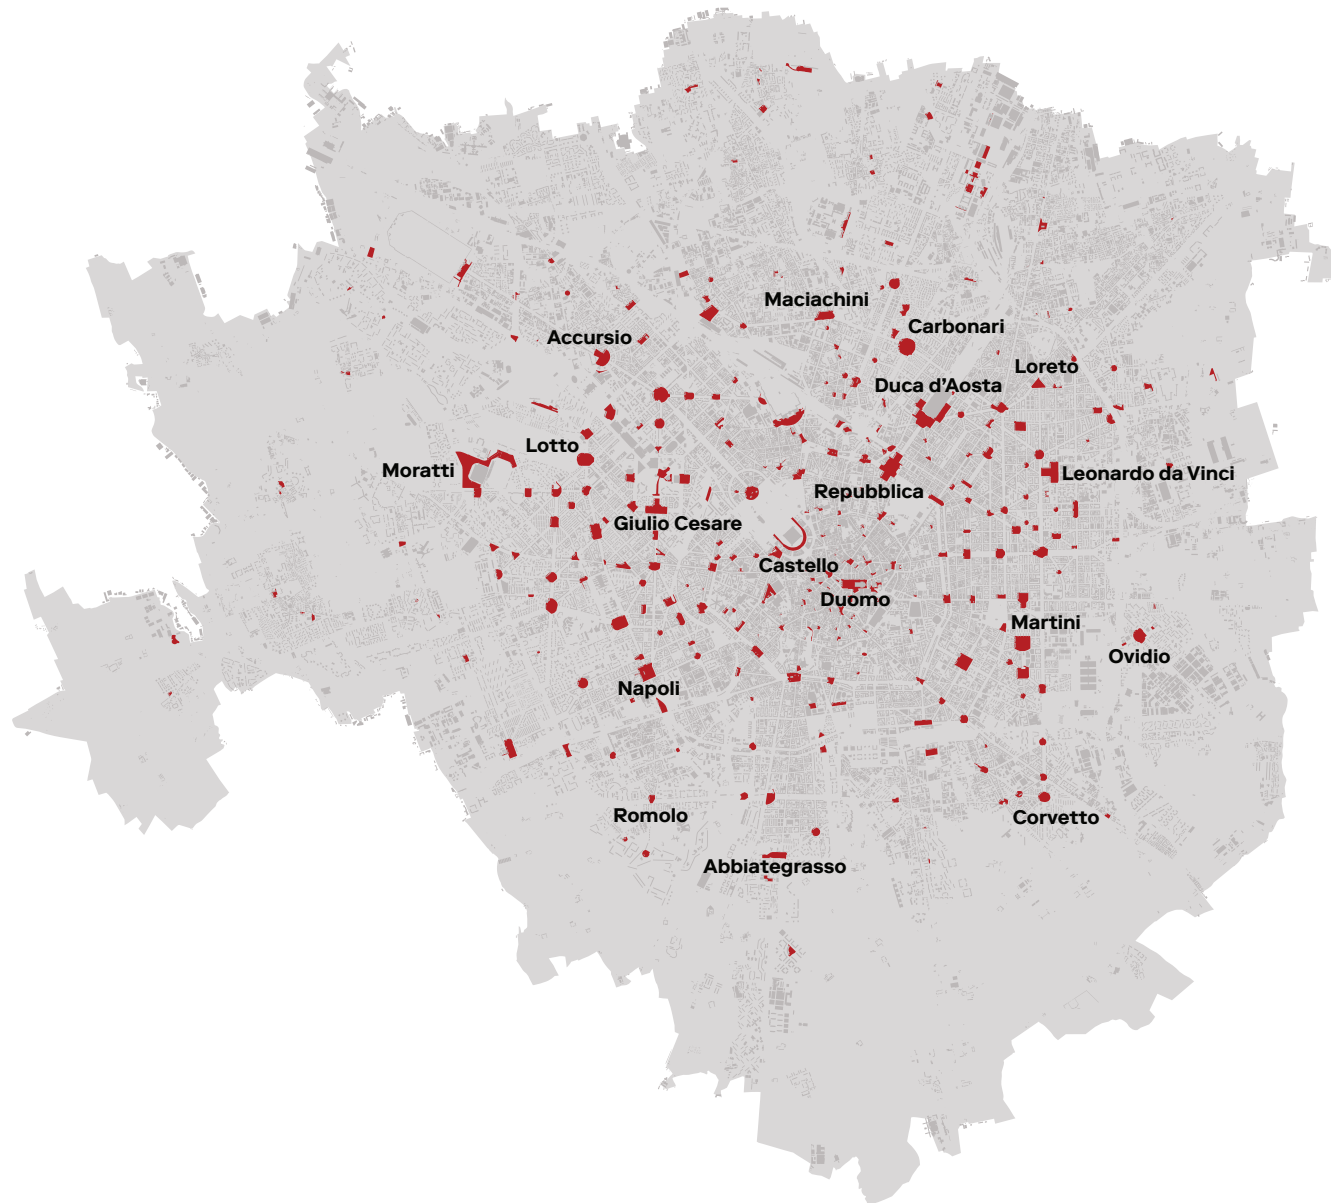 Maciachini
Carbonari
Accursio
Loreto
Duca d'Aosta
Lotto
Moratti
Leonardo da Vinci
Repubblica
Giulio Cesare
Castello
Duomo
Martini
Ovidio
Napoli
Romolo
Corvetto
Abbiategrasso